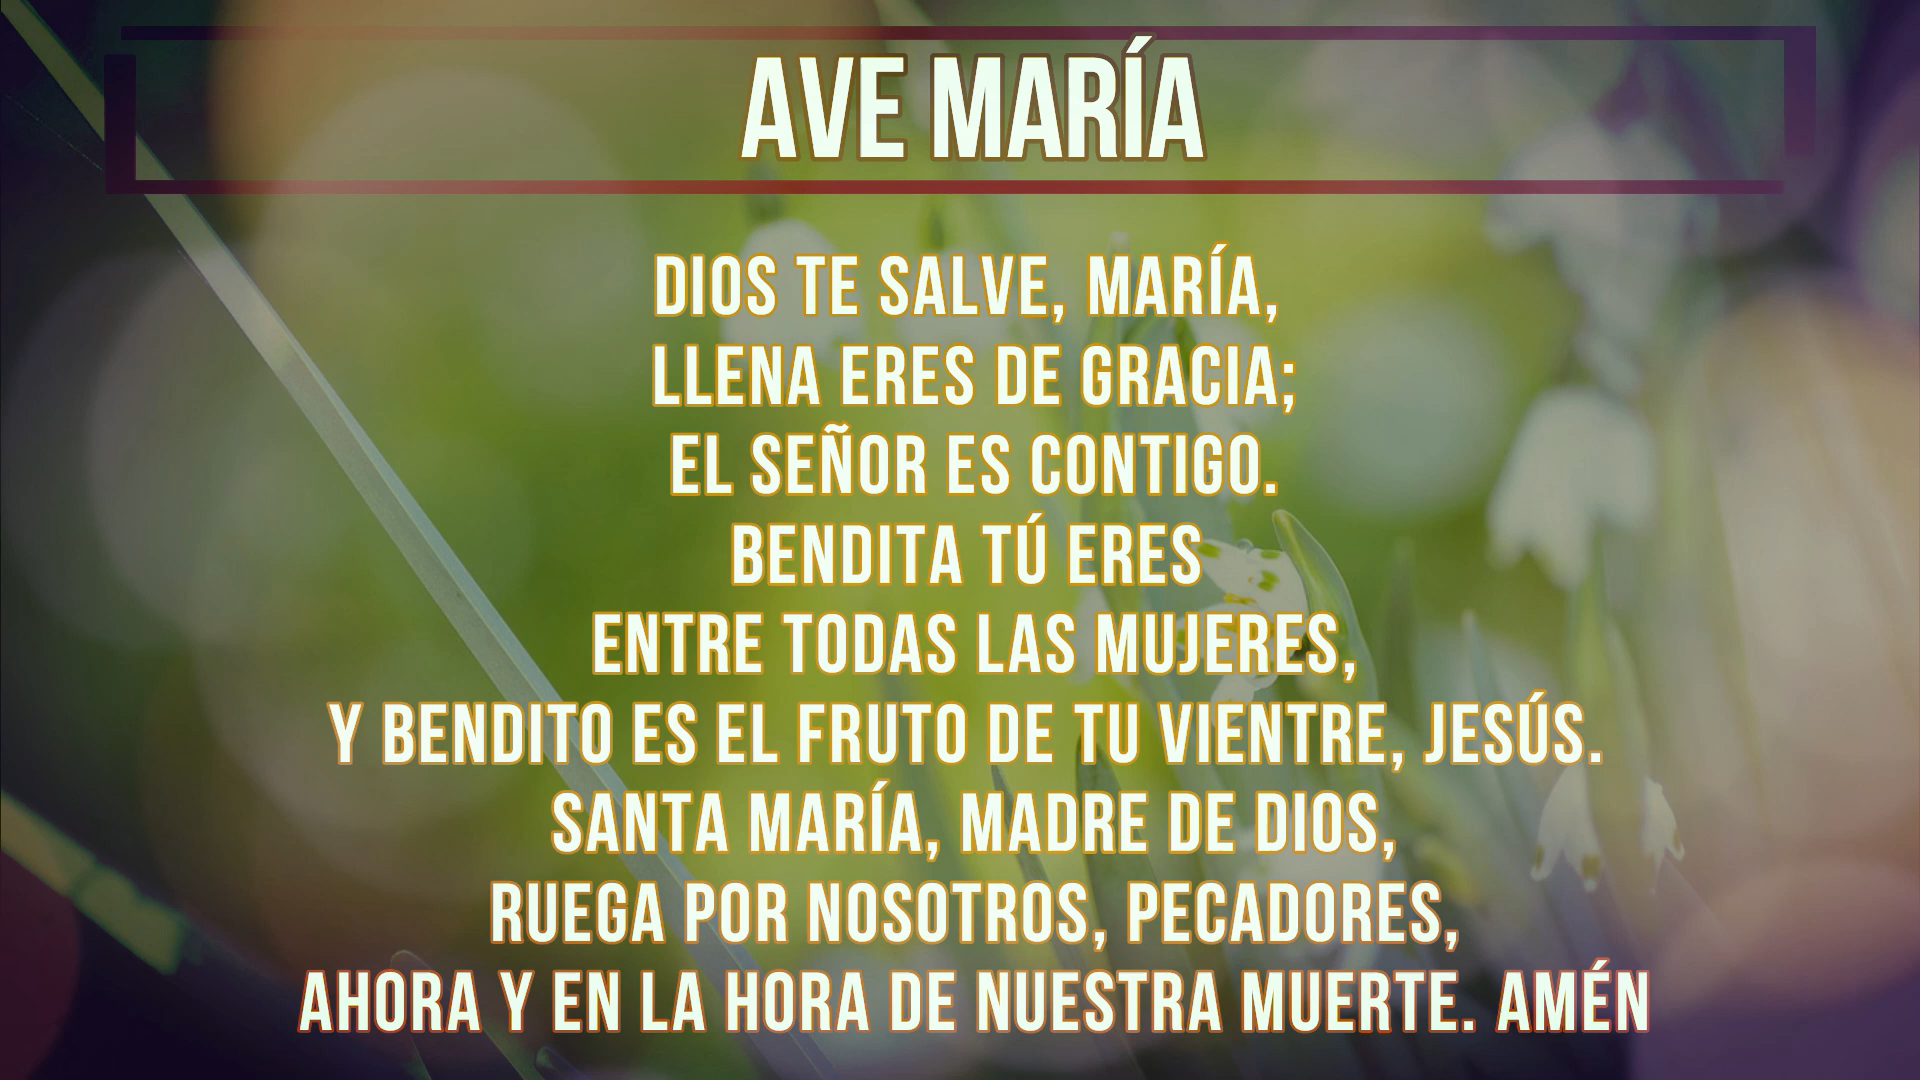 AVE MARÍA
DIOS TE SALVE, MARÍA,
LLENA ERES DE GRACIA;
EL SEÑOR ES CONTIGO.
BENDITA TÚ ERES
ENTRE TODAS LAS MUJERES,
Y BENDITO ES EL FRUTO DE TU VIENTRE, JESÚS.
SANTA MARÍA, MADRE DE DIOS,
RUEGA POR NOSOTROS, PECADORES,
AHORA Y EN LA HORA DE NUESTRA MUERTE. AMÉN